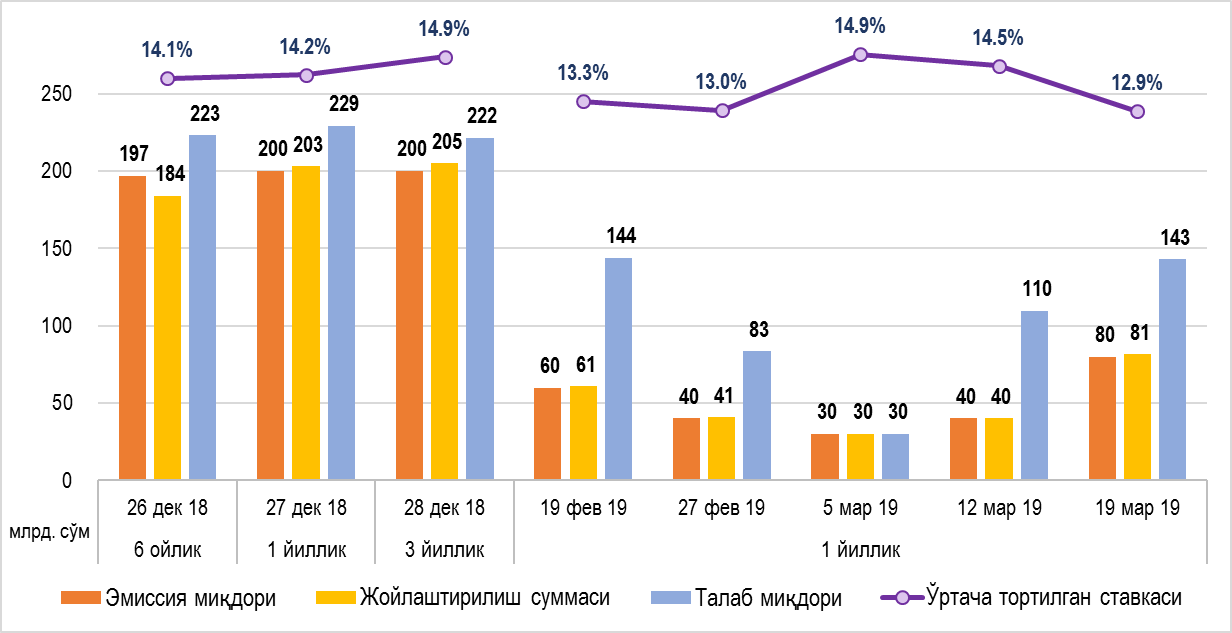 14.1%
14.2%
14.9%
13.3%
13.0%
14.9%
14.5%
12.9%
250
200
150
100
50
0
197
184
223
200
203
229
200
205
222
60
61
144
40
41
83
30
30
30
40
40
110
80
81
143
26 дек 18
27 дек 18
28 дек 18
19 фев 19
27 фев 19
5 мар 19
12 мар 19
19 мар 19
млрд. сўм
6 ойлик
1 йиллик
3 йиллик
1 йиллик
Эмиссия миқдори
Жойлаштирилиш суммаси
Талаб миқдори
Ўртача тортилган ставкаси